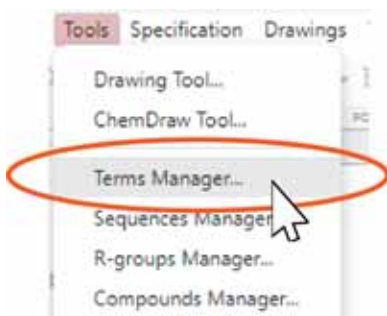 Tools Specification Drawings
Drawing Tool...
ChemDraw Tool...
Terms Manager...
Sequences Manager
R-groups Manager...
Compounds Manager...